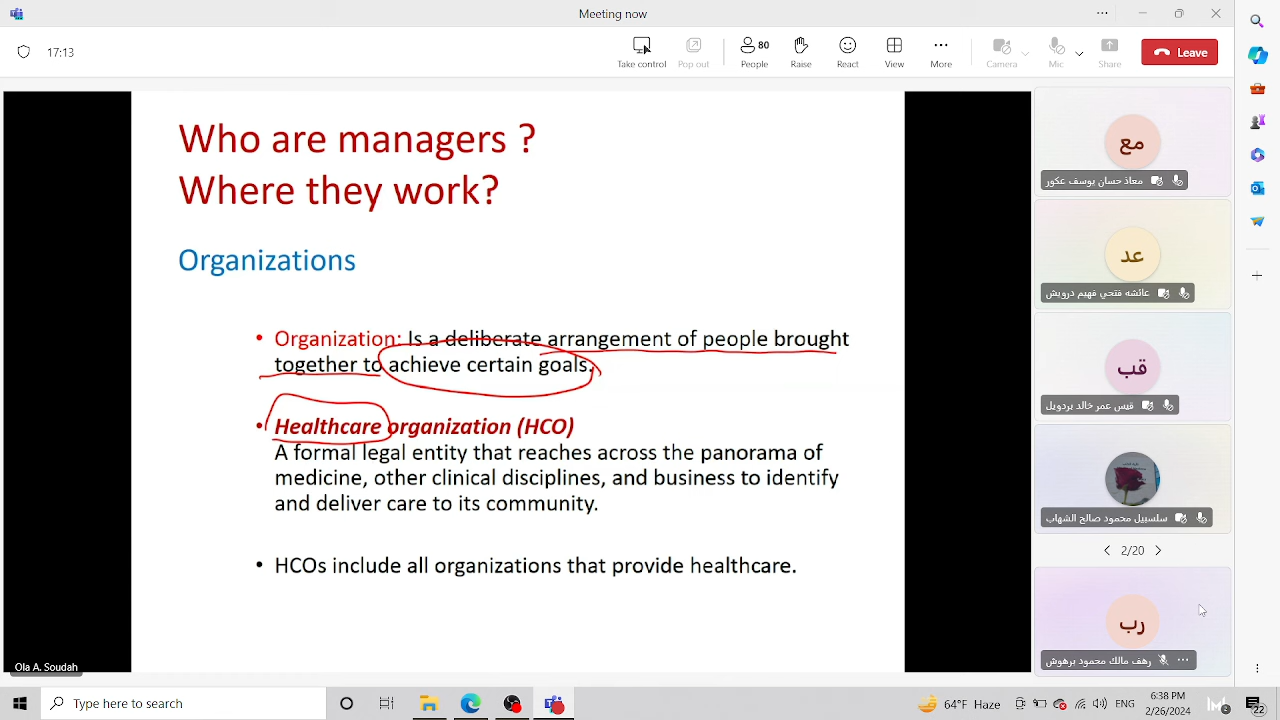 Meeting now
17:13
Take control
Pop out
80
People
Raise
React
View
More
Camera
Mic
Share
Leave
Who are managers ?
Where they work?
Organizations
• Organization: Is a deliberate arrangement of people brought
together to achieve certain goals.
• Healthcare organization (HCO)
A formal legal entity that reaches across the panorama of
medicine, other clinical disciplines, and business to identify
and deliver care to its community.
• HCOs include all organizations that provide healthcare.
Ola A. Soudah
مع
معاذ حسان يوسف عكور
عد
عائشه فتحي فهيم درويش
قب
قيس عمر خالد بردويل
سلسبيل محمود صالح الشهاب
2/20
رب
رهف مالك محمود برهوش
Type here to search
64°F Haze
ENG
6:38 PM
2/26/2024
22